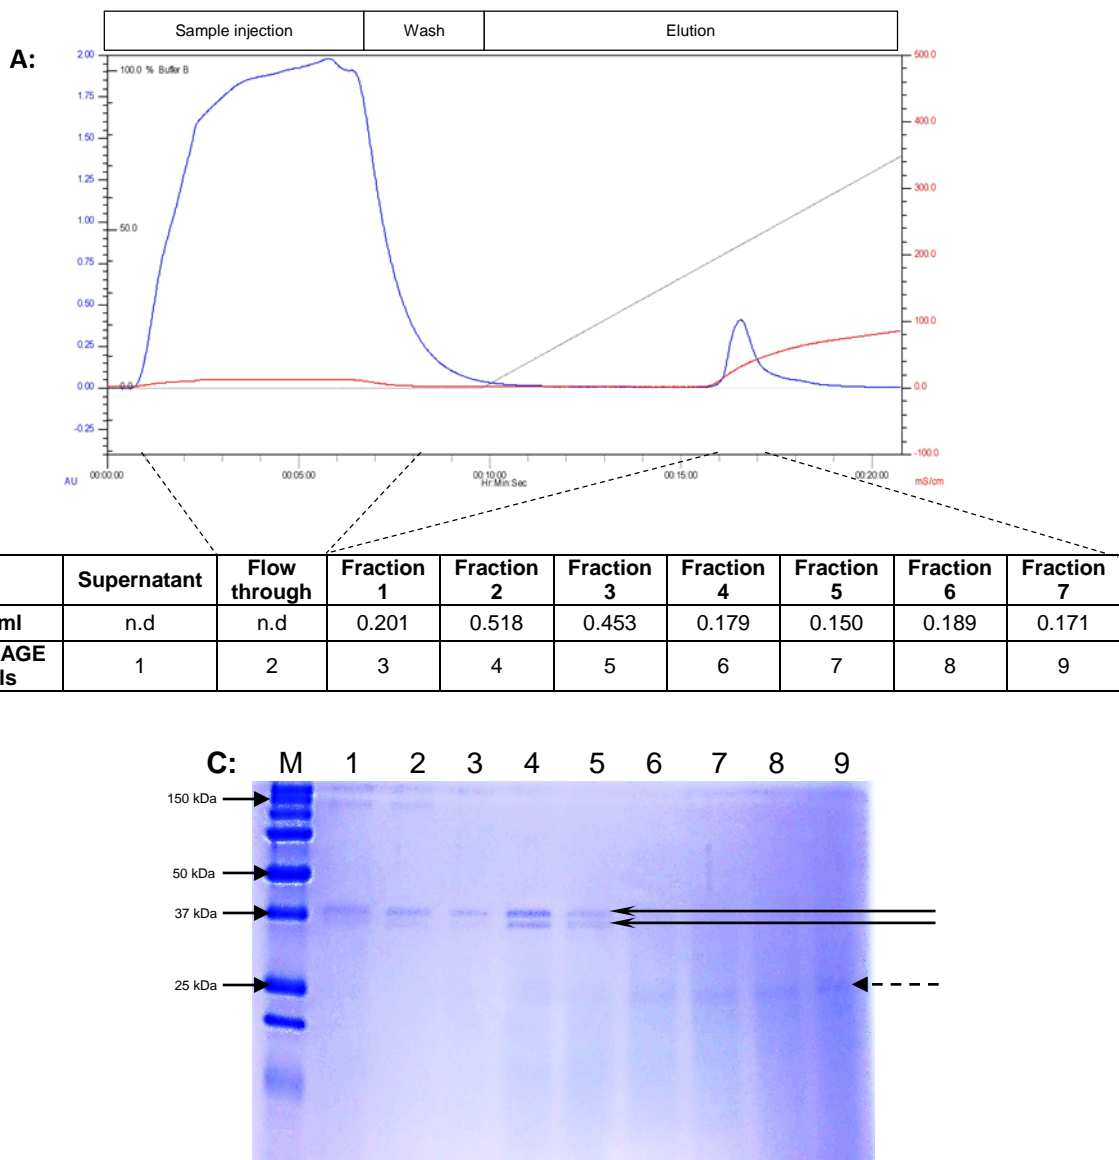 Sample injection Wash Elution
A:
2.00 100.0 % Buffer B 500.0
1.75
1.50 400.0
1.25 300.0
1.00 50.0
0.75 200.0
0.50 100.0
0.25
0.00 0.0 0.0
-0.25
-100.0
AU 00:00:00 00:05:00 00:10:00 00:15:00 00:20:00 mS/cm
Hr:Min:Sec
Supernatant Flow through Fraction 1 Fraction 2 Fraction 3 Fraction 4 Fraction 5 Fraction 6 Fraction 7
ml n.d n.d 0.201 0.518 0.453 0.179 0.150 0.189 0.171
AGE
ls 1 2 3 4 5 6 7 8 9
C: M 1 2 3 4 5 6 7 8 9
150 kDa
50 kDa
37 kDa
25 kDa